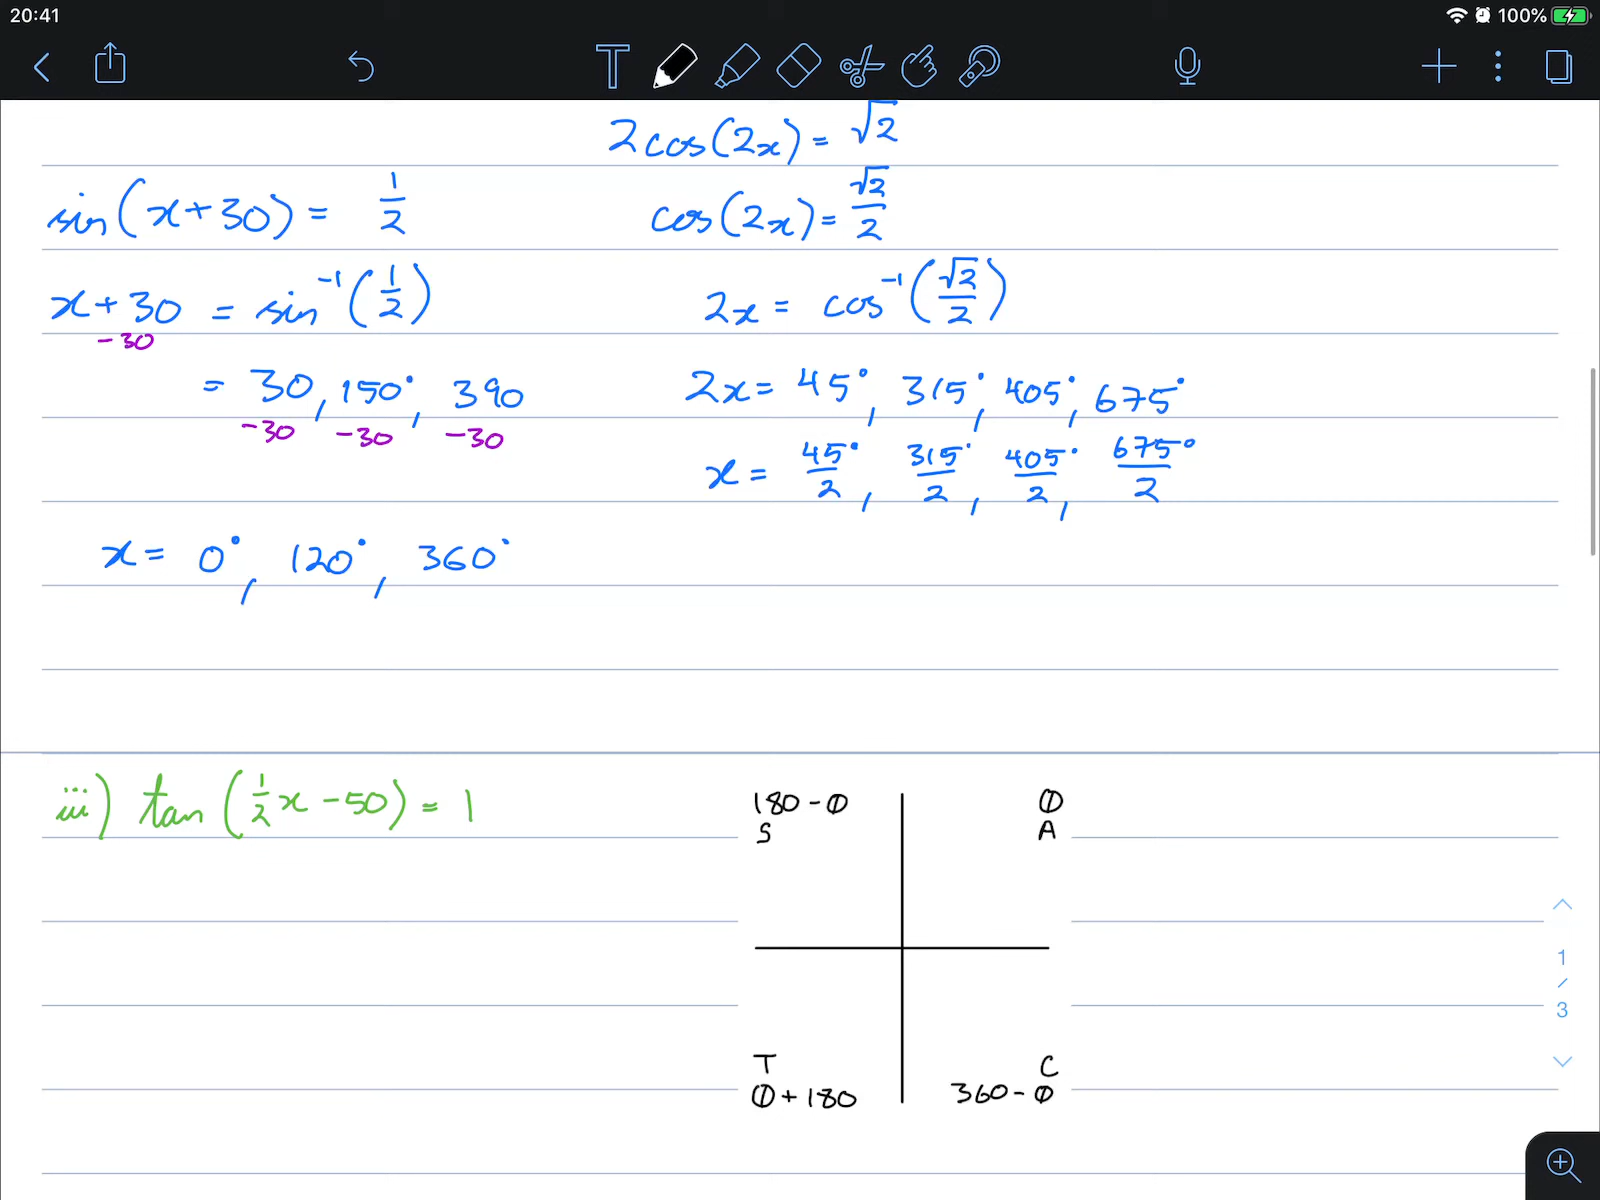 20:41
100%
T
2cos(2x) = √2
sin(x+30) = 1/2
cos(2x) = √2/2
x+30 = sin⁻¹(1/2)
-30
2x = cos⁻¹(√2/2)
= 30, 150°, 390
-30 -30 -30
2x = 45°, 315°, 405°, 675°
x = 45°/2, 315°/2, 405°/2, 675°/2
x = 0°, 120°, 360°
iii) tan(1/2x - 50) = 1
180 - θ
θ
S
A
T
C
θ + 180
360 - θ
1
/
3